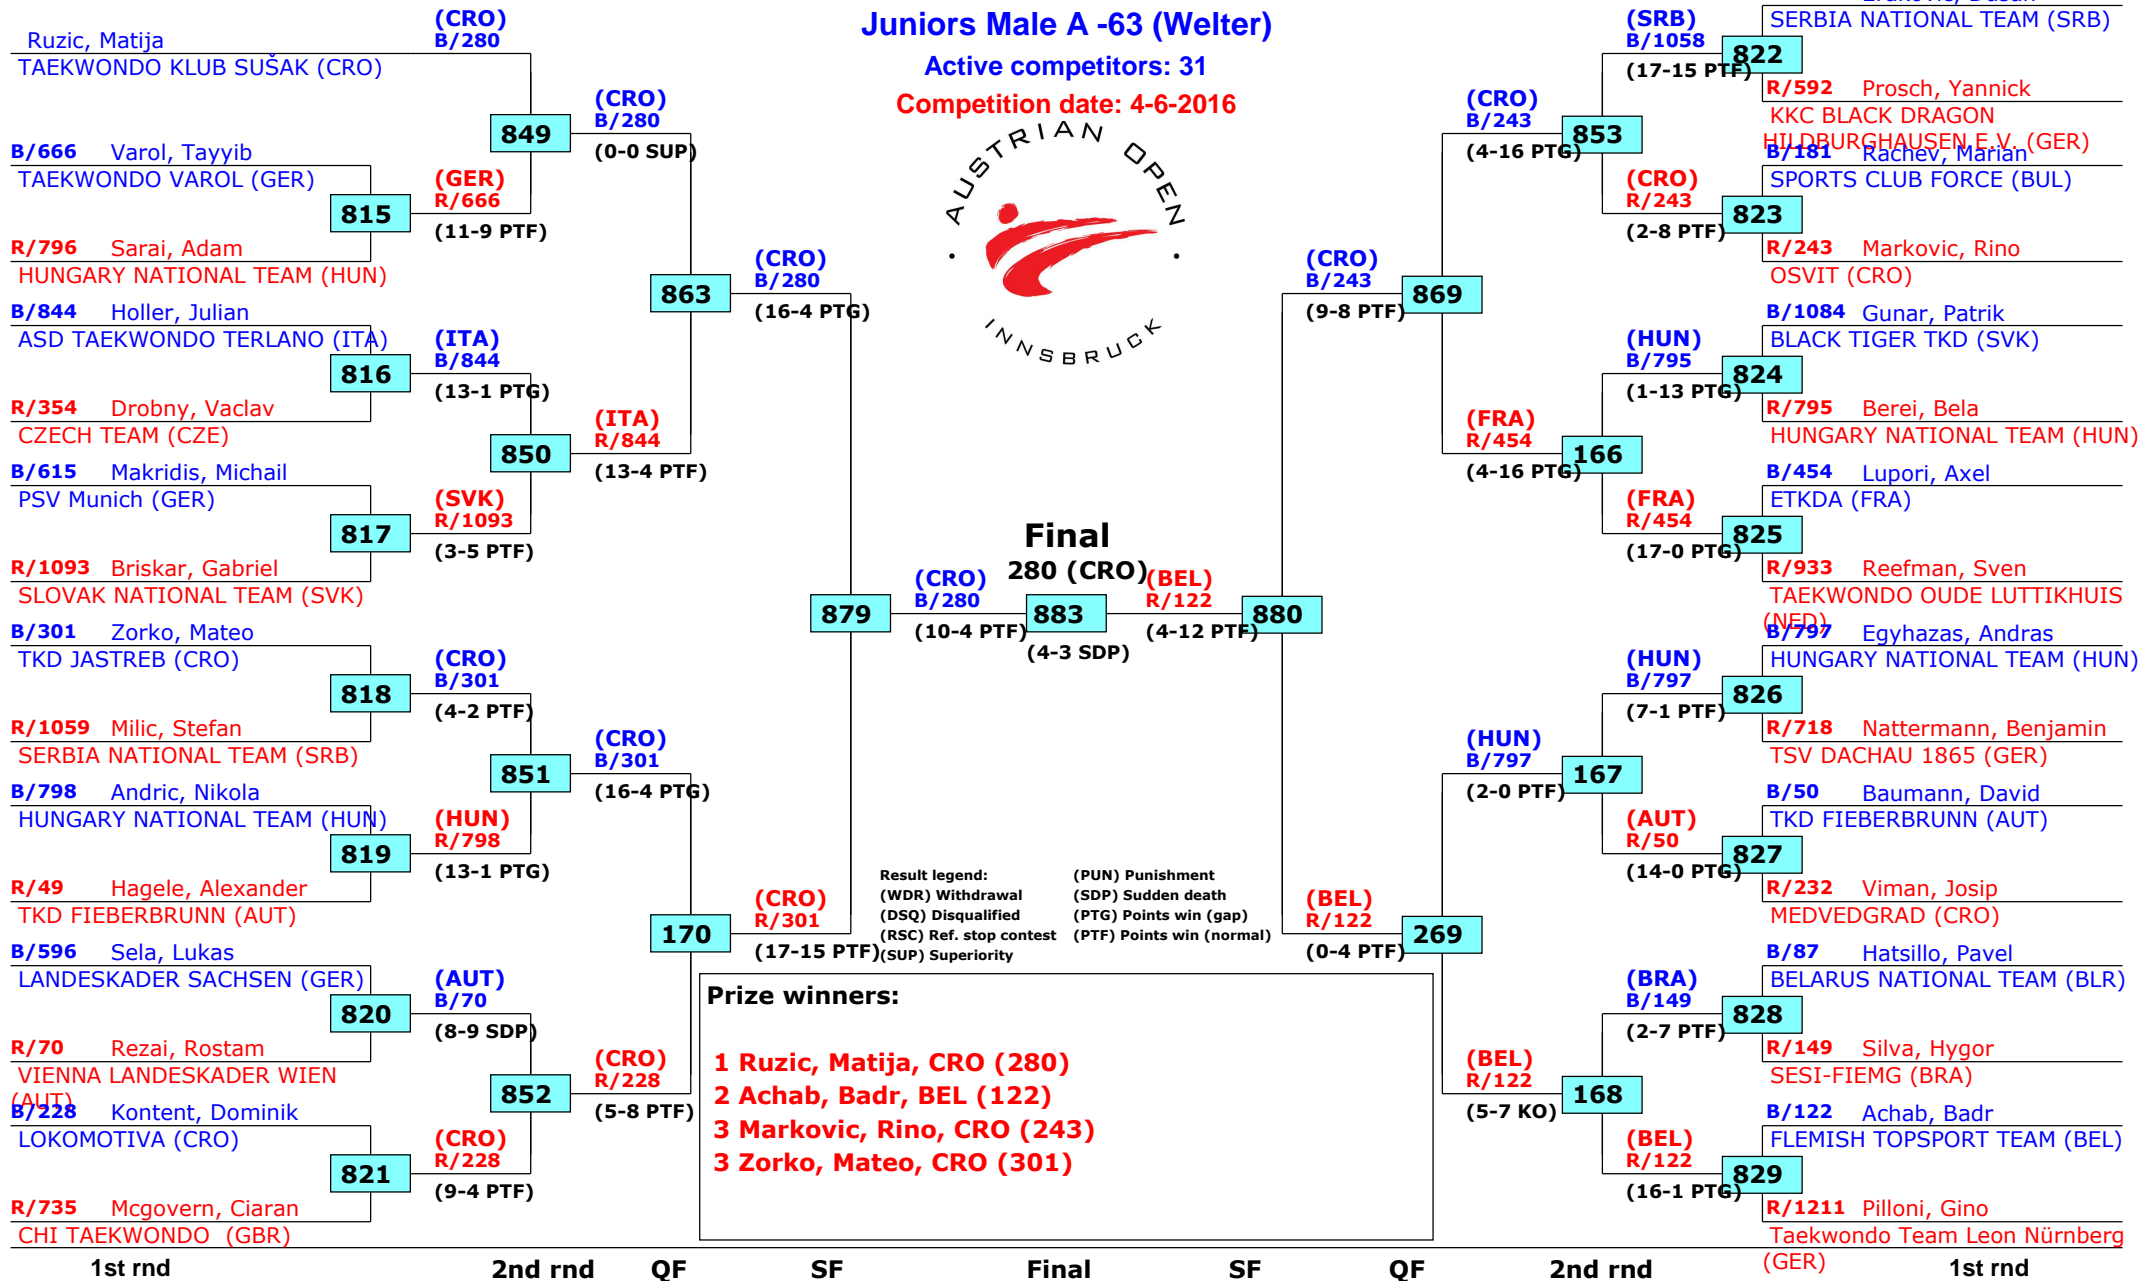 Juniors Male A -63 (Welter)
Active competitors: 31
Competition date: 4-6-2016
AUSTRIAN OPEN
INNSBRUCK
Ruzic, Matija
TAEKWONDO KLUB SUŠAK (CRO)
B/666 Varol, Tayyib
TAEKWONDO VAROL (GER)
815
R/796 Sarai, Adam
HUNGARY NATIONAL TEAM (HUN)
B/844 Holler, Julian
ASD TAEKWONDO TERLANO (ITA)
816
R/354 Drobny, Vaclav
CZECH TEAM (CZE)
B/615 Makridis, Michail
PSV Munich (GER)
817
R/1093 Briskar, Gabriel
SLOVAK NATIONAL TEAM (SVK)
B/301 Zorko, Mateo
TKD JASTREB (CRO)
818
R/1059 Milic, Stefan
SERBIA NATIONAL TEAM (SRB)
B/798 Andric, Nikola
HUNGARY NATIONAL TEAM (HUN)
819
R/49 Hagele, Alexander
TKD FIEBERBRUNN (AUT)
B/596 Sela, Lukas
LANDESKADER SACHSEN (GER)
820
R/70 Rezai, Rostam
VIENNA LANDESKADER WIEN
(AUT)
B/228 Kontent, Dominik
LOKOMOTIVA (CRO)
821
R/735 Mcgovern, Ciaran
CHI TAEKWONDO (GBR)
(CRO)
B/280
849
(GER)
R/666
(11-9 PTF)
(ITA)
B/844
(13-1 PTG)
850
(SVK)
R/1093
(3-5 PTF)
(CRO)
B/301
(4-2 PTF)
851
(HUN)
R/798
(13-1 PTG)
(AUT)
B/70
(8-9 SDP)
852
(CRO)
R/228
(9-4 PTF)
(CRO)
B/280
(0-0 SUP)
863
(ITA)
R/844
(13-4 PTF)
(CRO)
B/301
(16-4 PTG)
170
(CRO)
R/228
(5-8 PTF)
(CRO)
B/280
(16-4 PTG)
879
(CRO)
R/301
(17-15 PTF)
(CRO)
B/280
(10-4 PTF)
Final
280 (CRO)
883
(4-3 SDP)
(BEL)
R/122
(4-12 PTF)
880
(CRO)
B/243
(9-8 PTF)
869
(BEL)
R/122
(0-4 PTF)
269
(CRO)
B/243
(4-16 PTG)
853
(FRA)
R/454
(4-16 PTG)
166
(HUN)
B/797
(2-0 PTF)
167
(BEL)
R/122
(5-7 KO)
168
(SRB)
B/1058
(17-15 PTF)
822
(CRO)
R/243
(2-8 PTF)
823
(HUN)
B/795
(1-13 PTG)
824
(FRA)
R/454
(17-0 PTG)
825
(HUN)
B/797
(7-1 PTF)
826
(AUT)
R/50
(14-0 PTG)
827
(BRA)
B/149
(2-7 PTF)
828
(BEL)
R/122
(16-1 PTG)
829
SERBIA NATIONAL TEAM (SRB)
R/592 Prosch, Yannick
KKC BLACK DRAGON
HILDBURGHAUSEN E.V. (GER)
B/181 Rachev, Marian
SPORTS CLUB FORCE (BUL)
R/243 Markovic, Rino
OSVIT (CRO)
B/1084 Gunar, Patrik
BLACK TIGER TKD (SVK)
R/795 Berei, Bela
HUNGARY NATIONAL TEAM (HUN)
B/454 Lupori, Axel
ETKDA (FRA)
R/933 Reefman, Sven
TAEKWONDO OUDE LUTTIKHUIS
(NED)
B/797 Egyhazas, Andras
HUNGARY NATIONAL TEAM (HUN)
R/718 Nattermann, Benjamin
TSV DACHAU 1865 (GER)
B/50 Baumann, David
TKD FIEBERBRUNN (AUT)
R/232 Viman, Josip
MEDVEDGRAD (CRO)
B/87 Hatsillo, Pavel
BELARUS NATIONAL TEAM (BLR)
R/149 Silva, Hygor
SESI-FIEMG (BRA)
B/122 Achab, Badr
FLEMISH TOPSPORT TEAM (BEL)
R/1211 Pilloni, Gino
Taekwondo Team Leon Nürnberg
(GER)
Result legend: (PUN) Punishment
(WDR) Withdrawal (SDP) Sudden death
(DSQ) Disqualified (PTG) Points win (gap)
(RSC) Ref. stop contest (PTF) Points win (normal)
(SUP) Superiority
Prize winners:
1 Ruzic, Matija, CRO (280)
2 Achab, Badr, BEL (122)
3 Markovic, Rino, CRO (243)
3 Zorko, Mateo, CRO (301)
1st rnd 2nd rnd QF SF Final SF QF 2nd rnd 1st rnd